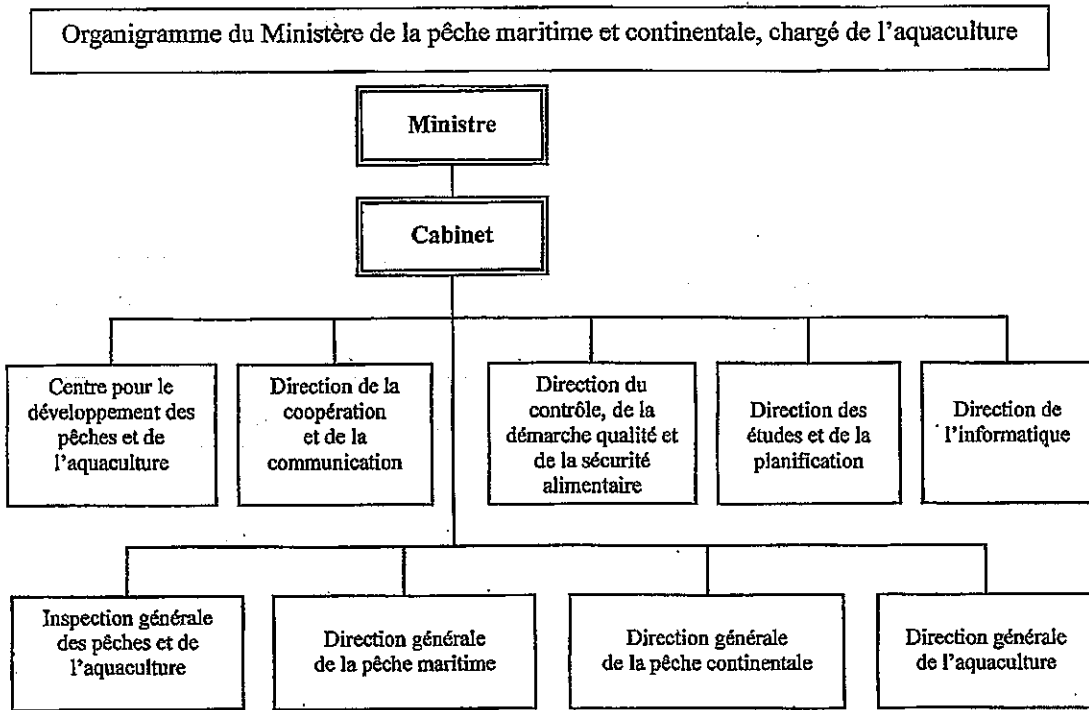 Organigramme du Ministère de la pêche maritime et continentale, chargé de l'aquaculture
Ministre
Cabinet
Centre pour le
développement des
pêches et de
l'aquaculture
Direction de la
coopération
et de la
communication
Direction du
contrôle, de la
démarche qualité et
de la sécurité
alimentaire
Direction des
études et de la
planification
Direction de
l'informatique
Inspection générale
des pêches et de
l'aquaculture
Direction générale
de la pêche maritime
Direction générale
de la pêche continentale
Direction générale
de l'aquaculture